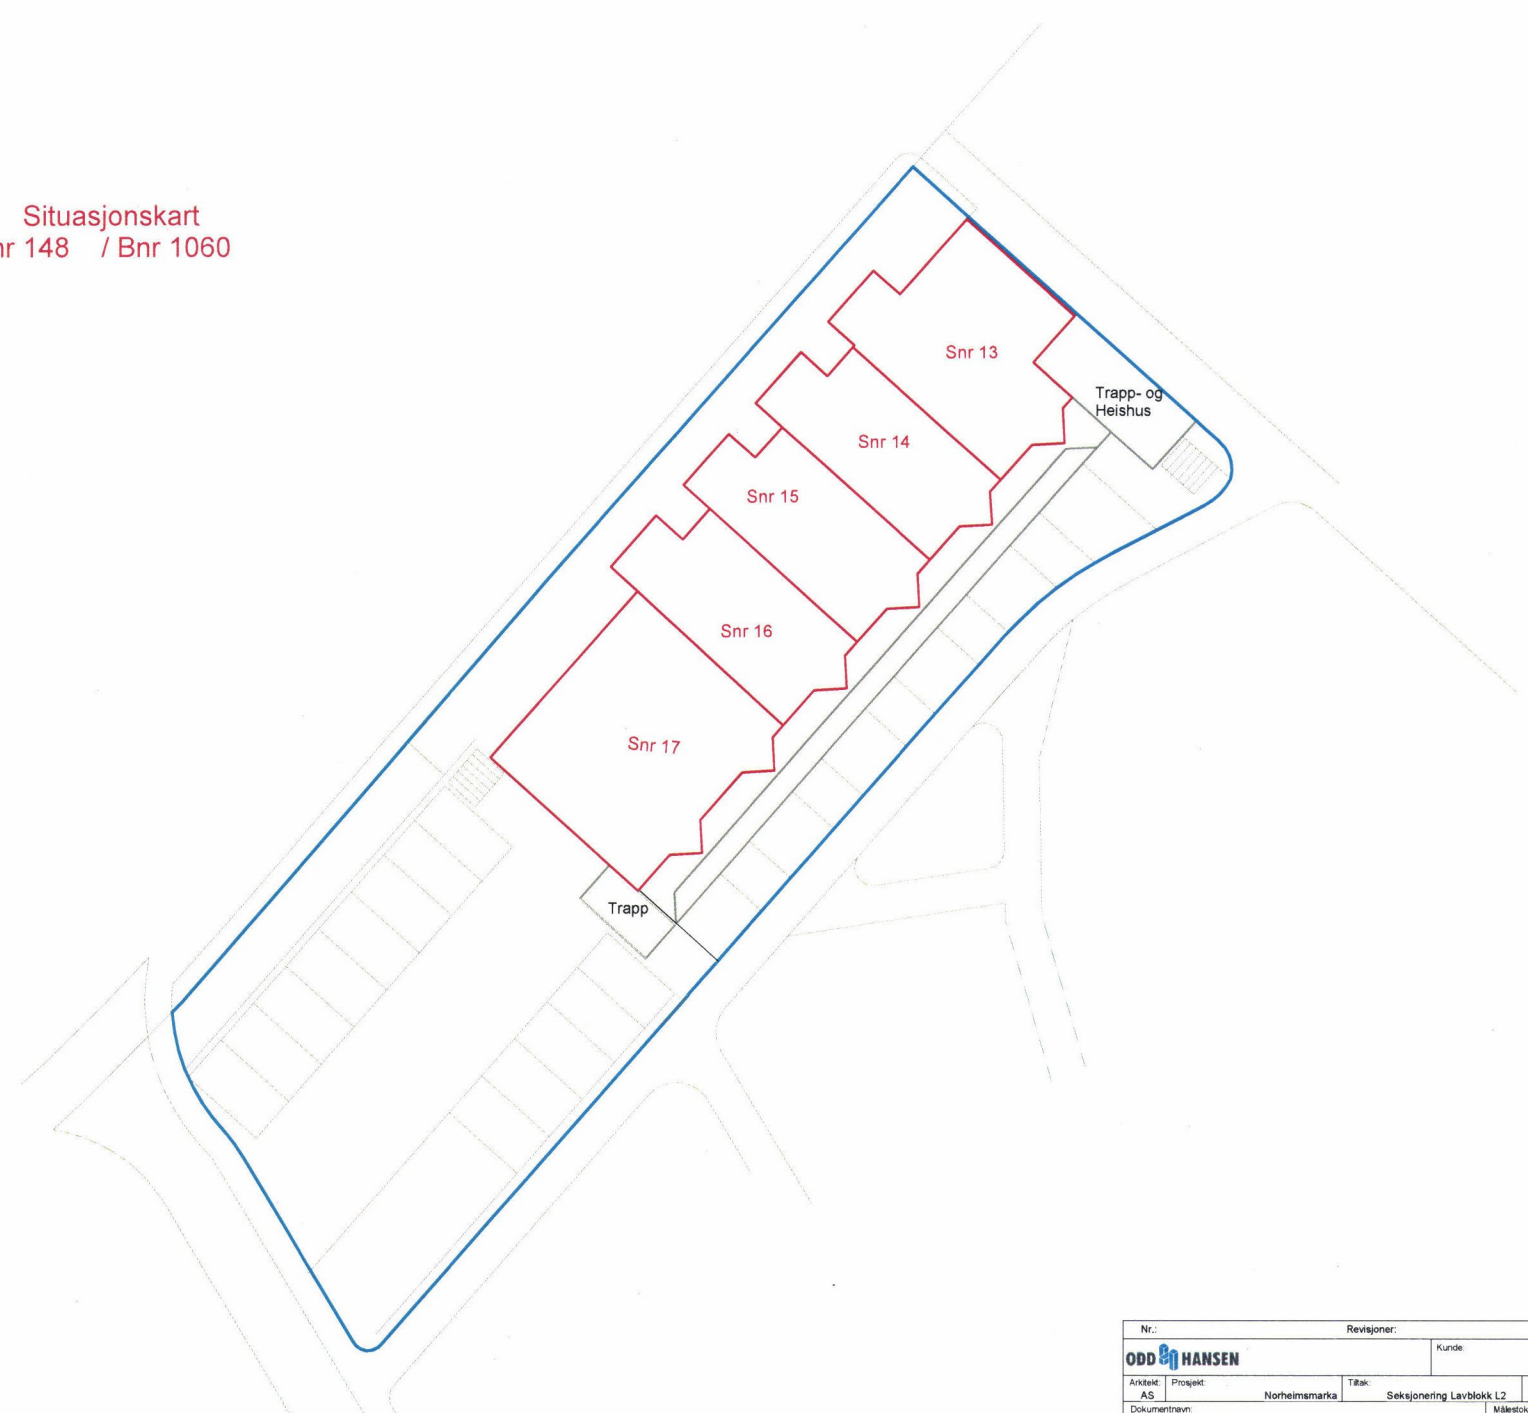 Situasjonskart
nr 148 / Bnr 1060
Snr 13
Trapp- og
Heishus
Snr 14
Snr 15
Snr 16
Snr 17
Trapp
Nr.: Revisjoner:
ODD HANSEN Kunde:
Arkitekt: Prosjekt: Tiltak:
AS Norheimsmarka Seksjonering Lavblokk L2
Dokumentnavn: Målestok